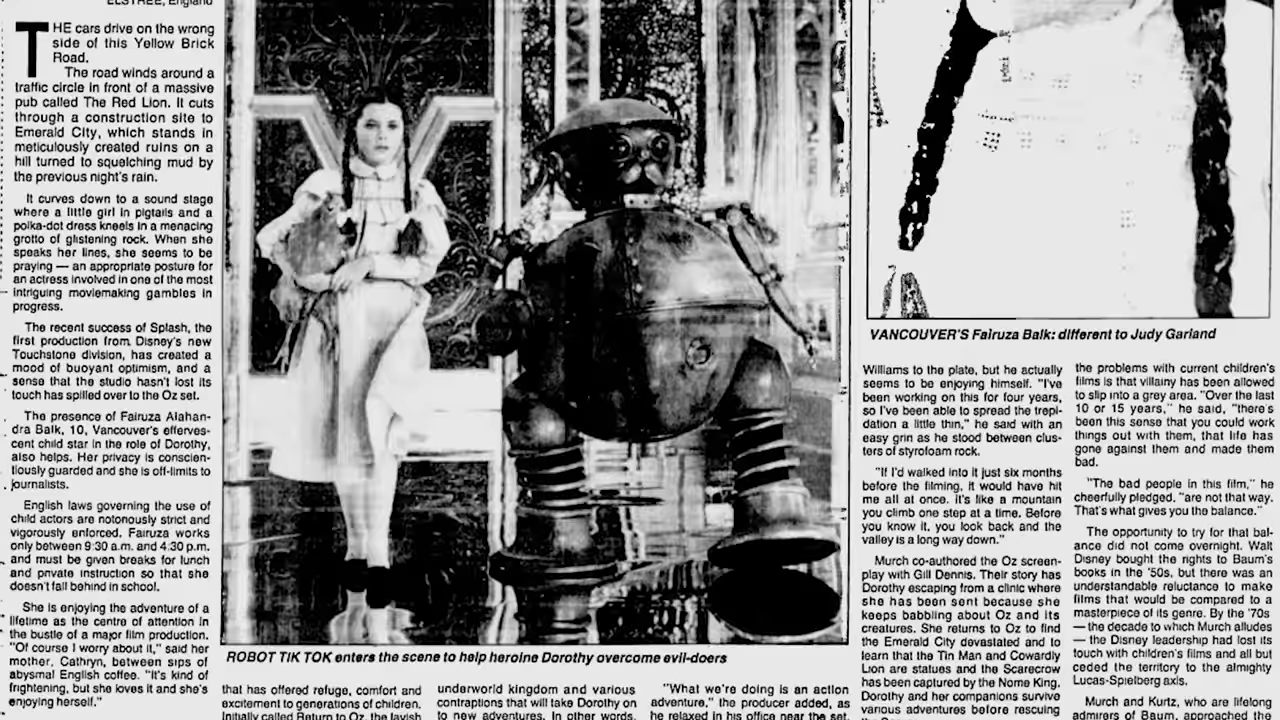 ELSTREE, England
THE cars drive on the wrong
side of this Yellow Brick
Road.
The road winds around a
traffic circle in front of a massive
pub called The Red Lion. It cuts
through a construction site to
Emerald City, which stands in
meticulously created ruins on a
hill turned to squelching mud by
the previous night's rain.
It curves down to a sound stage
where a little girl in pigtails and a
polka-dot dress kneels in a menacing
grotto of glistening rock. When she
speaks her lines, she seems to be
praying — an appropriate posture for
an actress involved in one of the most
intriguing moviemaking gambles in
progress.
The recent success of Splash, the
first production from Disney's new
Touchstone division, has created a
mood of buoyant optimism, and a
sense that the studio hasn't lost its
touch has spilled over to the Oz set.
The presence of Fairuza Alahan-
dra Balk, 10, Vancouver's efferves-
cent child star in the role of Dorothy,
also helps. Her privacy is conscien-
tiously guarded and she is off-limits to
journalists.
English laws governing the use of
child actors are notoriously strict and
vigorously enforced. Fairuza works
only between 9:30 a.m. and 4:30 p.m.
and must be given breaks for lunch
and private instruction so that she
doesn't fall behind in school.
She is enjoying the adventure of a
lifetime as the centre of attention in
the bustle of a major film production.
"Of course I worry about it," said her
mother, Cathryn, between sips of
abysmal English coffee. "It's kind of
frightening, but she loves it and she's
enjoying herself."
ROBOT TIK TOK enters the scene to help heroine Dorothy overcome evil-doers
that has offered refuge, comfort and
excitement to generations of children.
Initially called Return to Oz, the lavish
underworld kingdom and various
contraptions that will take Dorothy on
to new adventures. In other words,
"What we're doing is an action
adventure," the producer added, as
he relaxed in his office near the set.
VANCOUVER'S Fairuza Balk: different to Judy Garland
Williams to the plate, but he actually
seems to be enjoying himself. "I've
been working on this for four years,
so I've been able to spread the trepi-
dation a little thin," he said with an
easy grin as he stood between clus-
ters of styrofoam rock.
"If I'd walked into it just six months
before the filming, it would have hit
me all at once. It's like a mountain
you climb one step at a time. Before
you know it, you look back and the
valley is a long way down."
Murch co-authored the Oz screen-
play with Gill Dennis. Their story has
Dorothy escaping from a clinic where
she has been sent because she
keeps babbling about Oz and its
creatures. She returns to Oz to find
the Emerald City devastated and to
learn that the Tin Man and Cowardly
Lion are statues and the Scarecrow
has been captured by the Nome King.
Dorothy and her companions survive
various adventures before rescuing
the problems with current children's
films is that villainy has been allowed
to slip into a grey area. "Over the last
10 or 15 years," he said, "there's
been this sense that you could work
things out with them, that life has
gone against them and made them
bad.
"The bad people in this film," he
cheerfully pledged, "are not that way.
That's what gives you the balance."
The opportunity to try for that bal-
ance did not come overnight. Walt
Disney bought the rights to Baum's
books in the '50s, but there was an
understandable reluctance to make
films that would be compared to a
masterpiece of its genre. By the '70s
— the decade to which Murch alludes
— the Disney leadership had lost its
touch with children's films and all but
ceded the territory to the almighty
Lucas-Spielberg axis.
Murch and Kurtz, who are lifelong
admirers of Baum, approached the